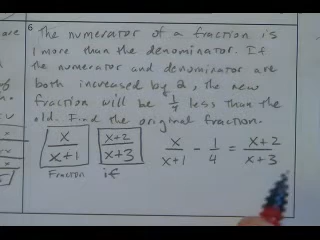 6 The numerator of a fraction is
1 more than the denominator. If
the numerator and denominator are
both increased by 2, the new
fraction will be 1/4 less than the
old. Find the original fraction.
x/(x+1) (x+2)/(x+3) x/(x+1) - 1/4 = (x+2)/(x+3)
Fraction if